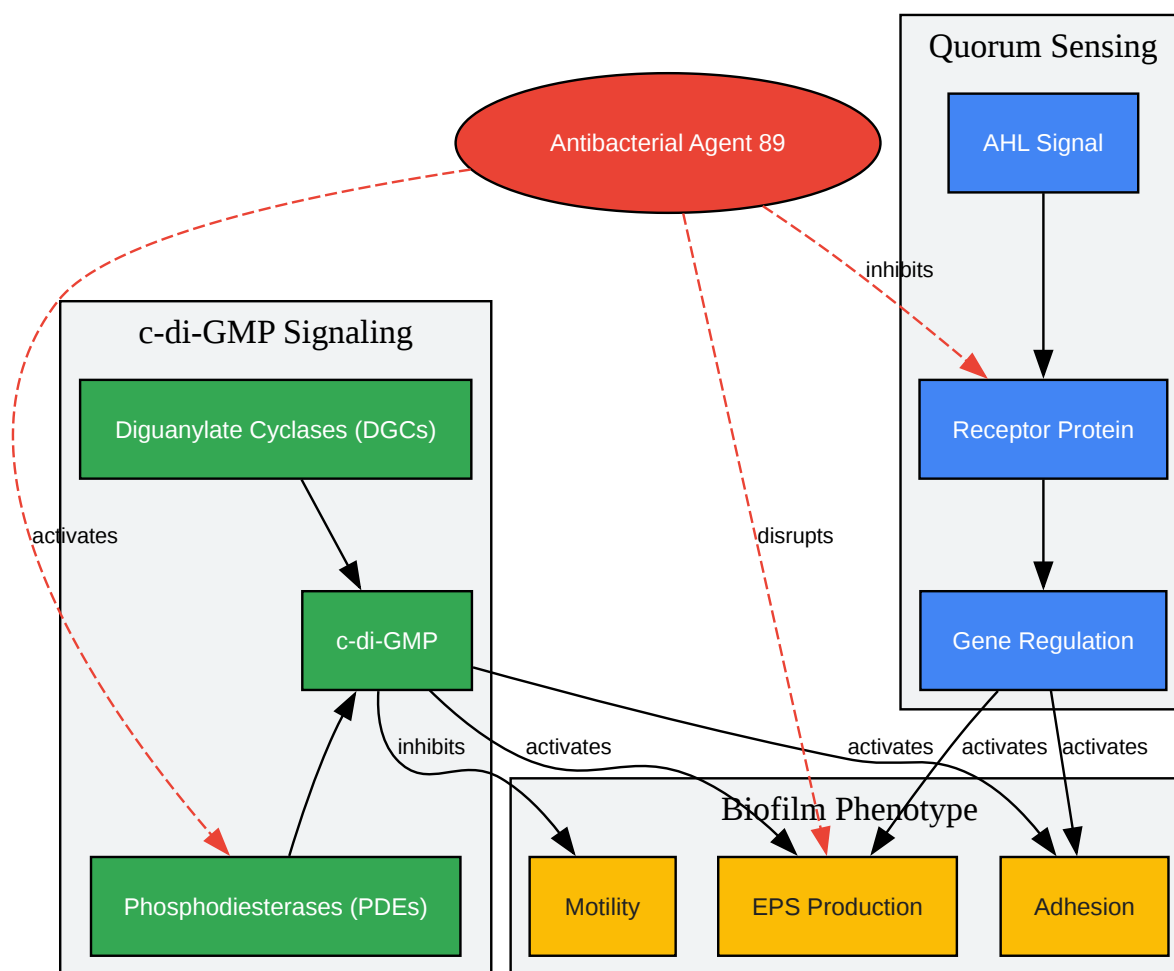 Quorum Sensing
Antibacterial Agent 89
AHL Signal
inhibits
c-di-GMP Signaling
Diguanylate Cyclases (DGCs)
Receptor Protein
activates
disrupts
c-di-GMP
Gene Regulation
inhibits
activates
activates
activates
activates
Biofilm Phenotype
Phosphodiesterases (PDEs)
Motility
EPS Production
Adhesion